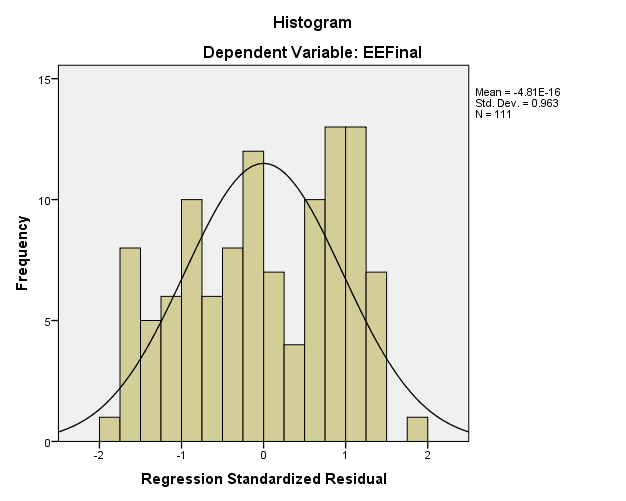 Histogram
Dependent Variable: EEFinal
Mean = -4.81E-16
Std. Dev. = 0.963
N = 111
Frequency
15
10
5
0
-2 -1 0 1 2
Regression Standardized Residual